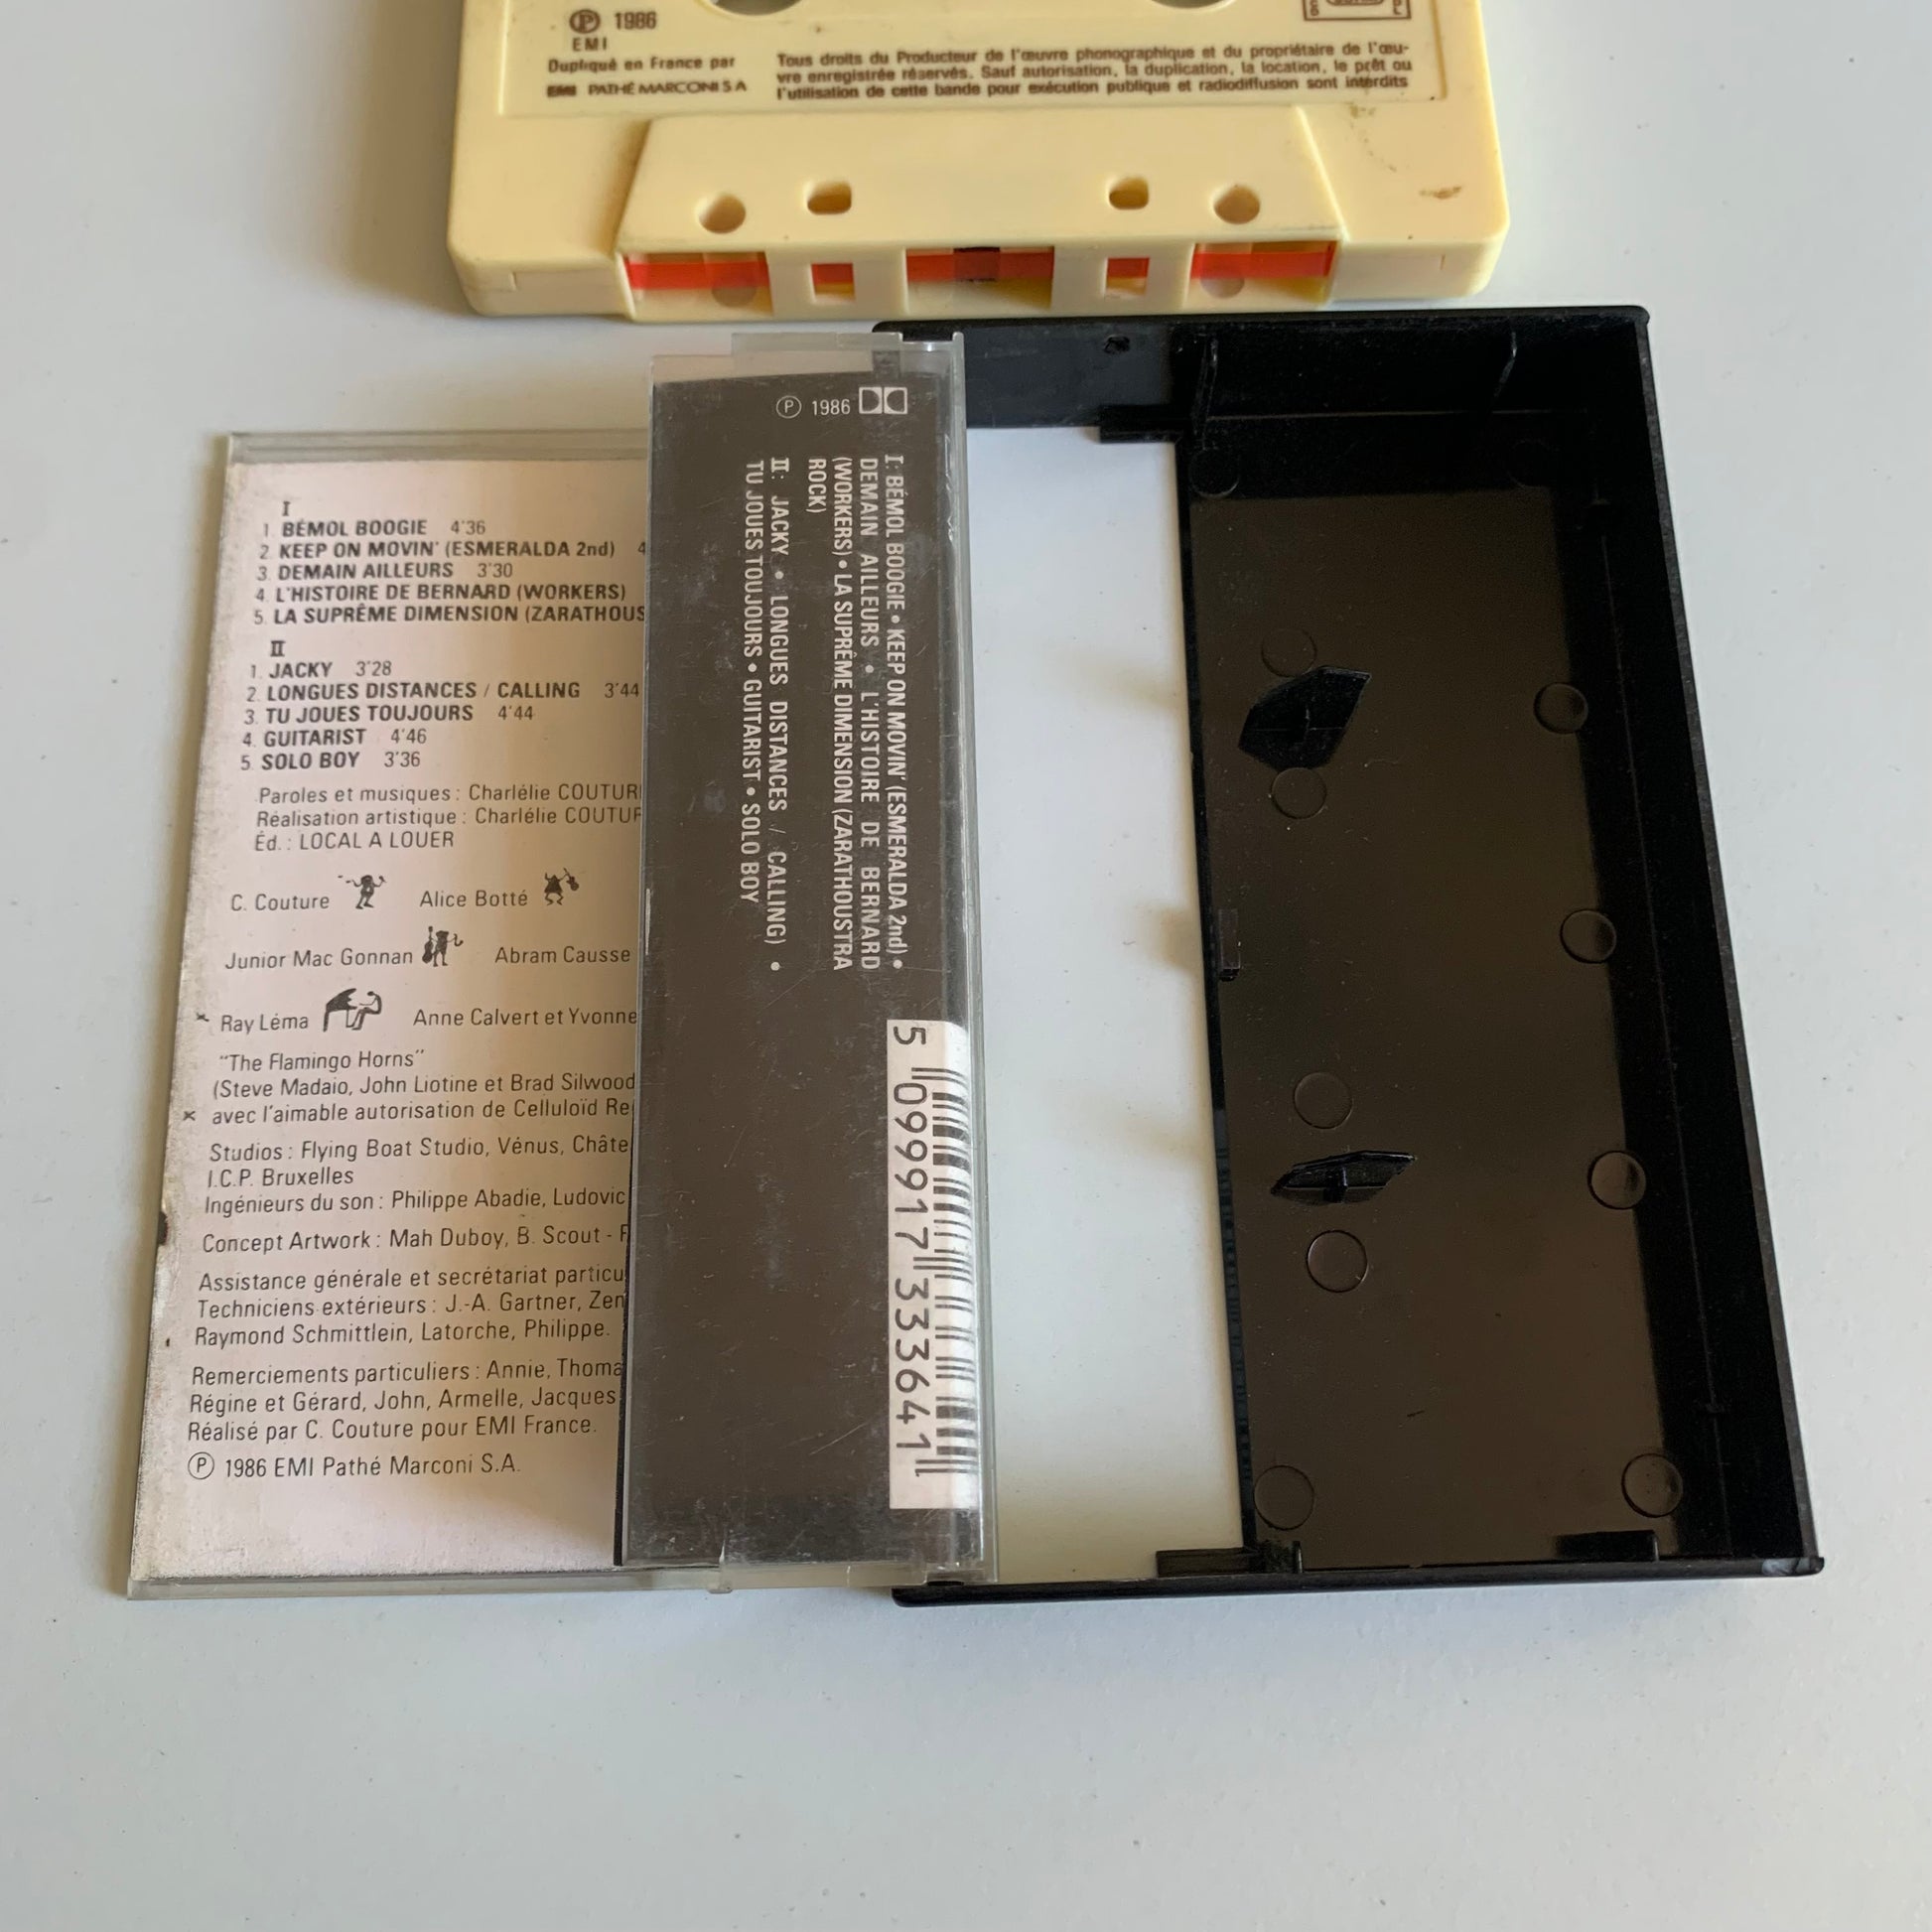 ℗ 1986
EMI
Dupliqué en France par
EMI PATHÉ MARCONI S A
Tous droits du Producteur de l'œuvre phonographique et du propriétaire de l'œu-
vre enregistrée réservés. Sauf autorisation, la duplication, la location, le prêt ou
l'utilisation de cette bande pour exécution publique et radiodiffusion sont interdits
I
1. BÉMOL BOOGIE 4'36
2. KEEP ON MOVIN' (ESMERALDA 2nd) 4
3. DEMAIN AILLEURS 3'30
4. L'HISTOIRE DE BERNARD (WORKERS)
5. LA SUPRÊME DIMENSION (ZARATHOUS
II
1. JACKY 3'28
2. LONGUES DISTANCES / CALLING 3'44
3. TU JOUES TOUJOURS 4'44
4. GUITARIST 4'46
5. SOLO BOY 3'36
Paroles et musiques : Charlélie COUTUR
Réalisation artistique : Charlélie COUTUR
Éd. : LOCAL A LOUER
C. Couture Alice Botté
Junior Mac Gonnan Abram Causse
× Ray Léma Anne Calvert et Yvonne
"The Flamingo Horns"
(Steve Madaio, John Liotine et Brad Silwood
× avec l'aimable autorisation de Celluloïd Re
Studios : Flying Boat Studio, Vénus, Châte
I.C.P. Bruxelles
Ingénieurs du son : Philippe Abadie, Ludovic
Concept Artwork : Mah Duboy, B. Scout -
Assistance générale et secrétariat particu
Techniciens extérieurs : J.-A. Gartner, Zen
Raymond Schmittlein, Latorche, Philippe.
Remerciements particuliers : Annie, Thoma
Régine et Gérard, John, Armelle, Jacques
Réalisé par C. Couture pour EMI France.
℗ 1986 EMI Pathé Marconi S.A.
℗ 1986
I: BÉMOL BOOGIE • KEEP ON MOVIN' (ESMERALDA 2nd) •
DEMAIN AILLEURS • L'HISTOIRE DE BERNARD
(WORKERS) • LA SUPRÊME DIMENSION (ZARATHOUSTRA
ROCK)
II: JACKY • LONGUES DISTANCES / CALLING) •
TU JOUES TOUJOURS • GUITARIST • SOLO BOY
5 099917 333641